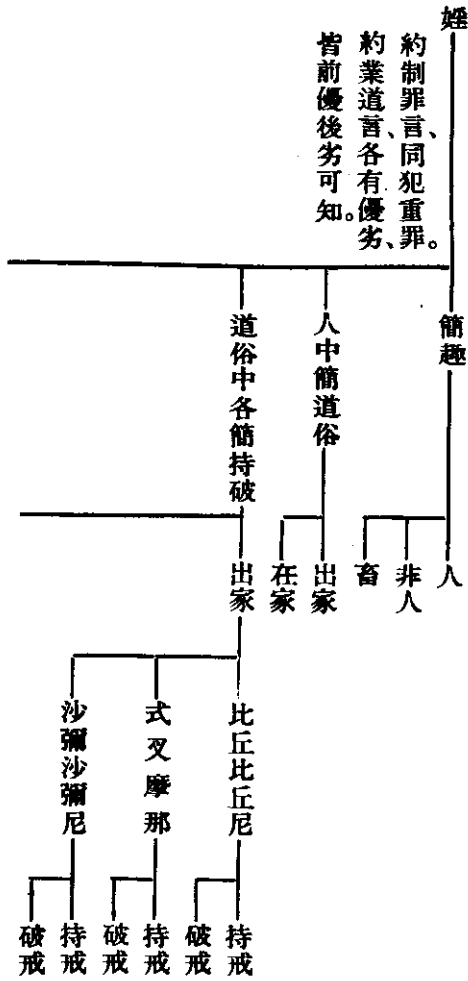 婬
約制罪言、同犯重罪。
約業道言、各有優劣、
皆前優後劣可知。
簡趣
人
非人
畜
人中簡道俗
出家
在家
道俗中各簡持破
出家
比丘比丘尼
持戒
破戒
式叉摩那
持戒
破戒
沙彌沙彌尼
持戒
破戒